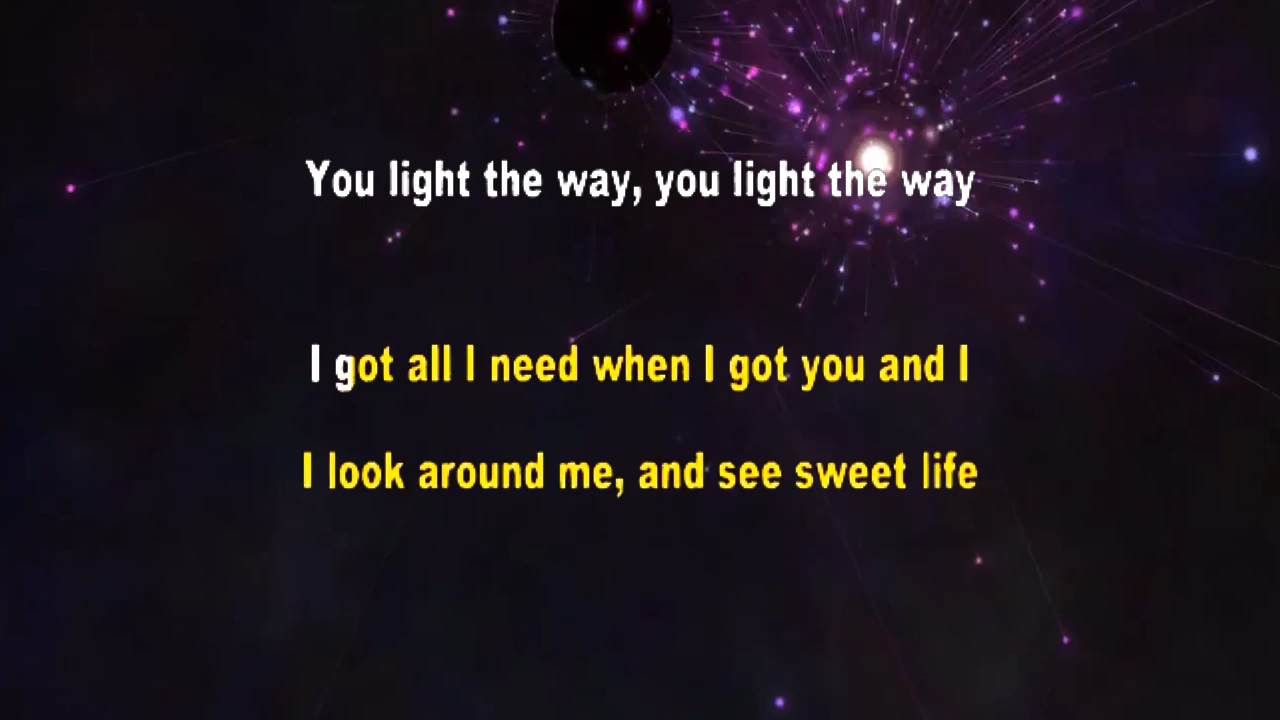 You light the way, you light the way
I got all I need when I got you and I
I look around me, and see sweet life